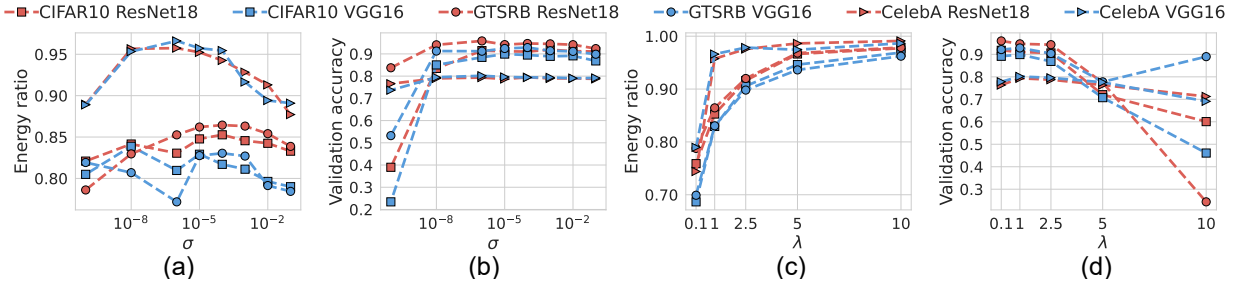 CIFAR10 ResNet18 CIFAR10 VGG16 GTSRB ResNet18 GTSRB VGG16 CelebA ResNet18 CelebA VGG16
Energy ratio
0.95
0.90
0.85
0.80
10⁻⁸ 10⁻⁵ 10⁻²
σ
(a)
Validation accuracy
0.9
0.8
0.7
0.6
0.5
0.4
0.3
0.2
10⁻⁸ 10⁻⁵ 10⁻²
σ
(b)
Energy ratio
1.00
0.90
0.80
0.70
0.1 1 2.5 5 10
λ
(c)
Validation accuracy
0.9
0.8
0.7
0.6
0.5
0.4
0.3
0.1 1 2.5 5 10
λ
(d)